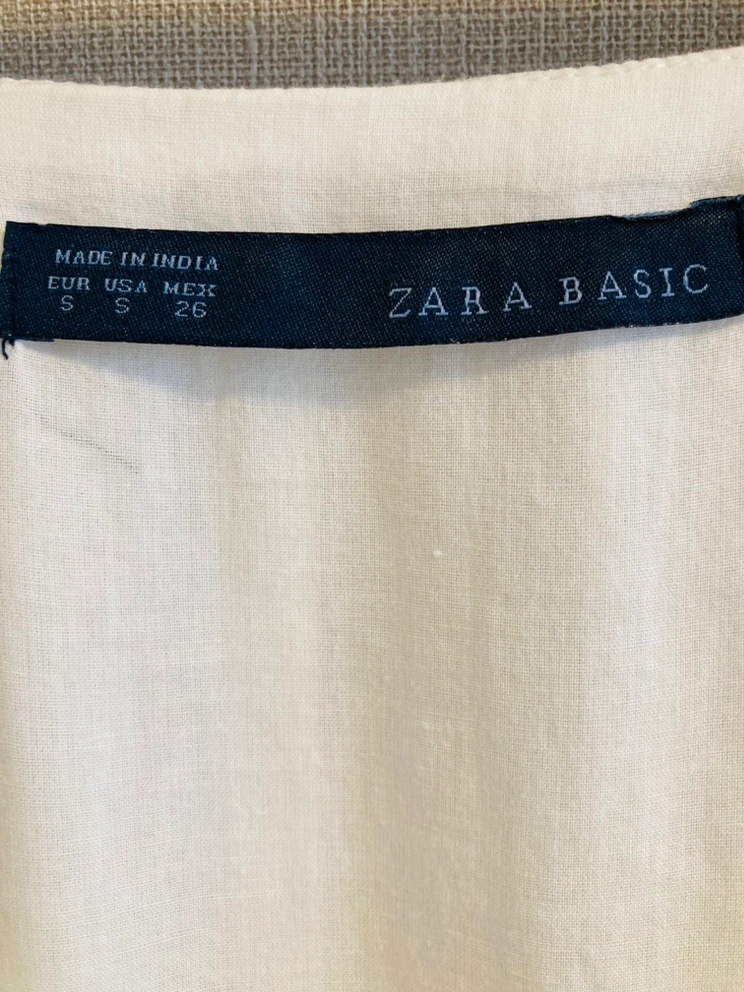 MADE IN INDIA
EUR USA MEX
S S 26
ZARA BASIC